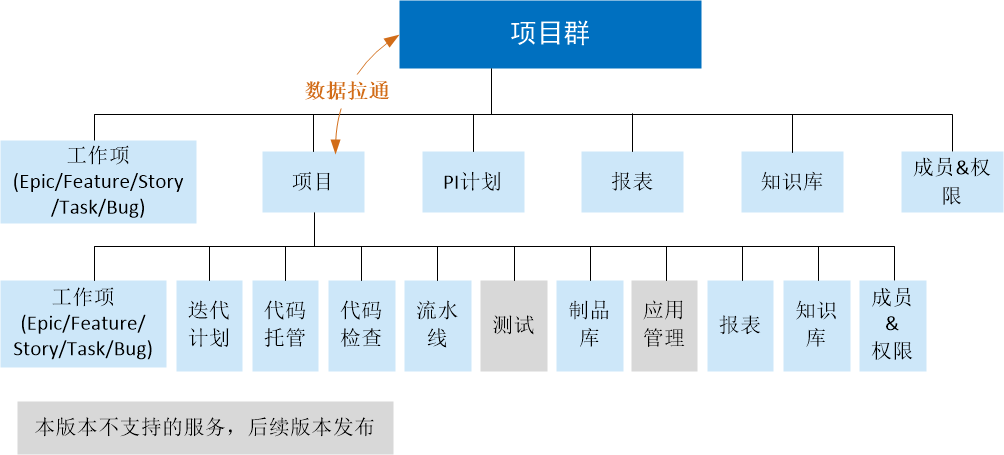 项目群
数据拉通
工作项
(Epic/Feature/Story
/Task/Bug)
项目
PI计划
报表
知识库
成员&权
限
工作项
(Epic/Feature/
Story/Task/Bug)
迭代
计划
代码
托管
代码
检查
流水
线
测试
制品
库
应用
管理
报表
知识
库
成员
&
权限
本版本不支持的服务，后续版本发布